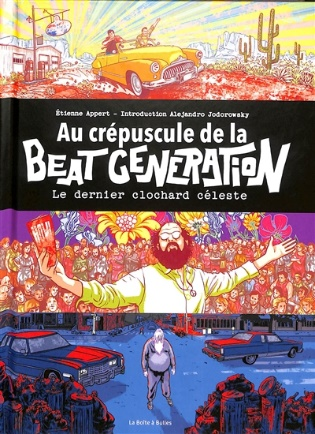 Étienne Appert – Introduction Alejandro Jodorowsky
Au crépuscule de la
BEAT GENERATION
Le dernier clochard céleste
La Boîte à Bulles